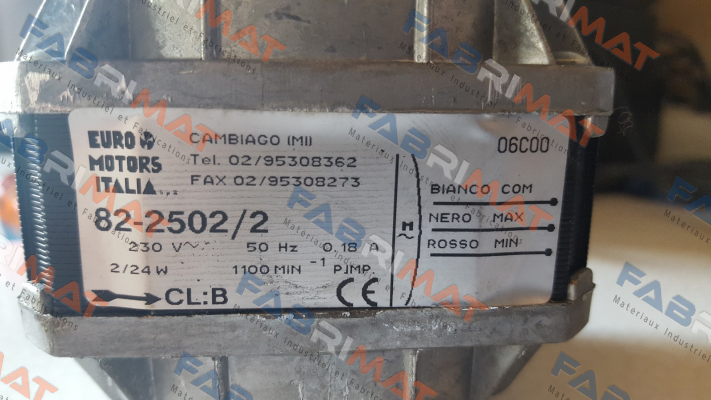 EURO
MOTORS
ITALIA S.p.A.
CAMBIAGO (MI)
Tel. 02/95308362
FAX 02/95308273
82-2502/2
230 V~ 50 Hz 0.18 A
2/24 W 1100 MIN -1 P.IMP.
CL:B CE
M
~
06C00
BIANCO COM
NERO MAX
ROSSO MIN
FABRIMAT
Materiaux Industriel et Fabrications